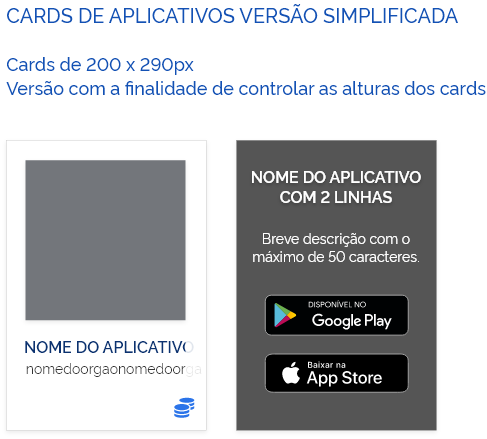 CARDS DE APLICATIVOS VERSÃO SIMPLIFICADA
Cards de 200 x 290px
Versão com a finalidade de controlar as alturas dos cards
NOME DO APLICATIVO
nomedoorgaonomedoorga
NOME DO APLICATIVO
COM 2 LINHAS
Breve descrição com o
máximo de 50 caracteres.
DISPONÍVEL NO
Google Play
Baixar na
App Store